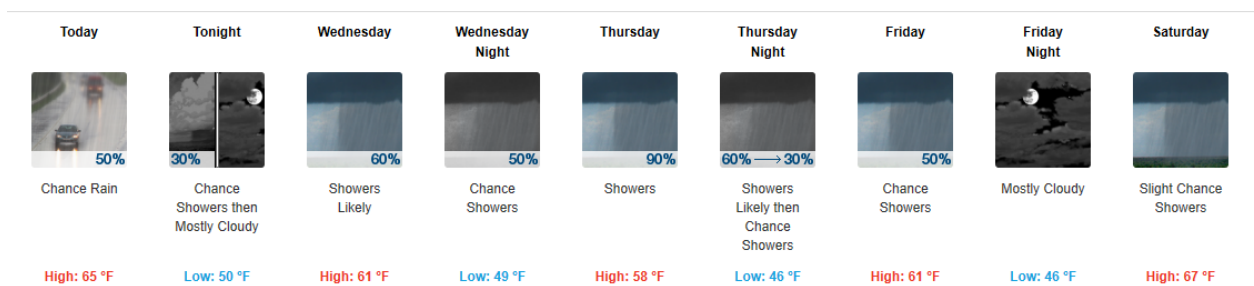 Today
Tonight
Wednesday
Wednesday
Night
Thursday
Thursday
Night
Friday
Friday
Night
Saturday
50%
30%
60%
50%
90%
60% ⟶ 30%
50%
Chance Rain
Chance
Showers then
Mostly Cloudy
Showers
Likely
Chance
Showers
Showers
Showers
Likely then
Chance
Showers
Chance
Showers
Mostly Cloudy
Slight Chance
Showers
High: 65 °F
Low: 50 °F
High: 61 °F
Low: 49 °F
High: 58 °F
Low: 46 °F
High: 61 °F
Low: 46 °F
High: 67 °F